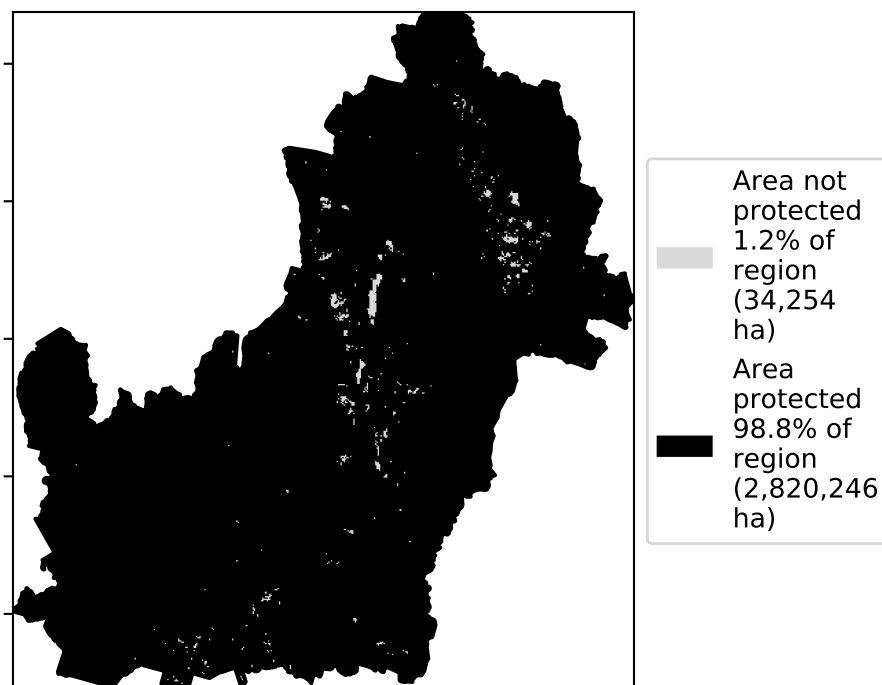 Area not
protected
1.2% of
region
(34,254
ha)
Area
protected
98.8% of
region
(2,820,246
ha)